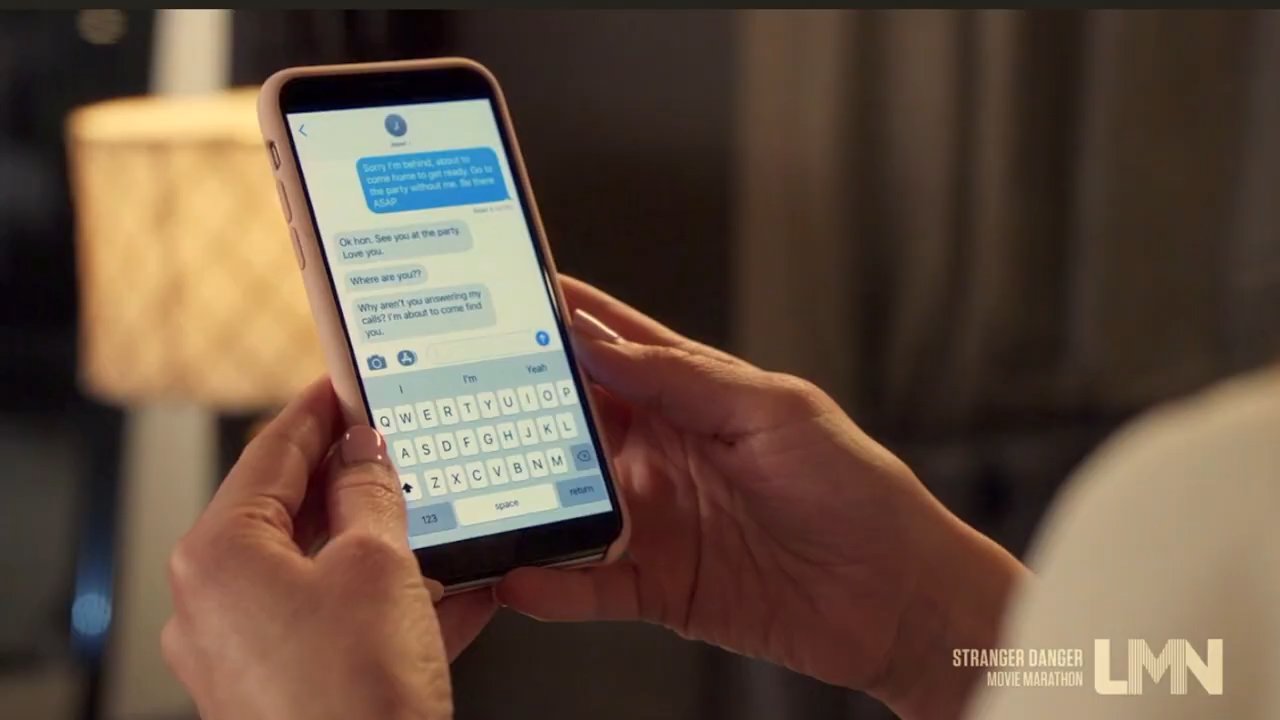 J
Sorry I'm behind, about to
come home to get ready. Go to
the party without me. Be there
ASAP
Ok hon. See you at the party
Love you.
Where are you??
Why aren't you answering my
calls? I'm about to come find
you.
I I'm Yeah
Q W E R T Y U I O P
A S D F G H J K L
Z X C V B N M
123 space return
STRANGER DANGER
MOVIE MARATHON
LMN